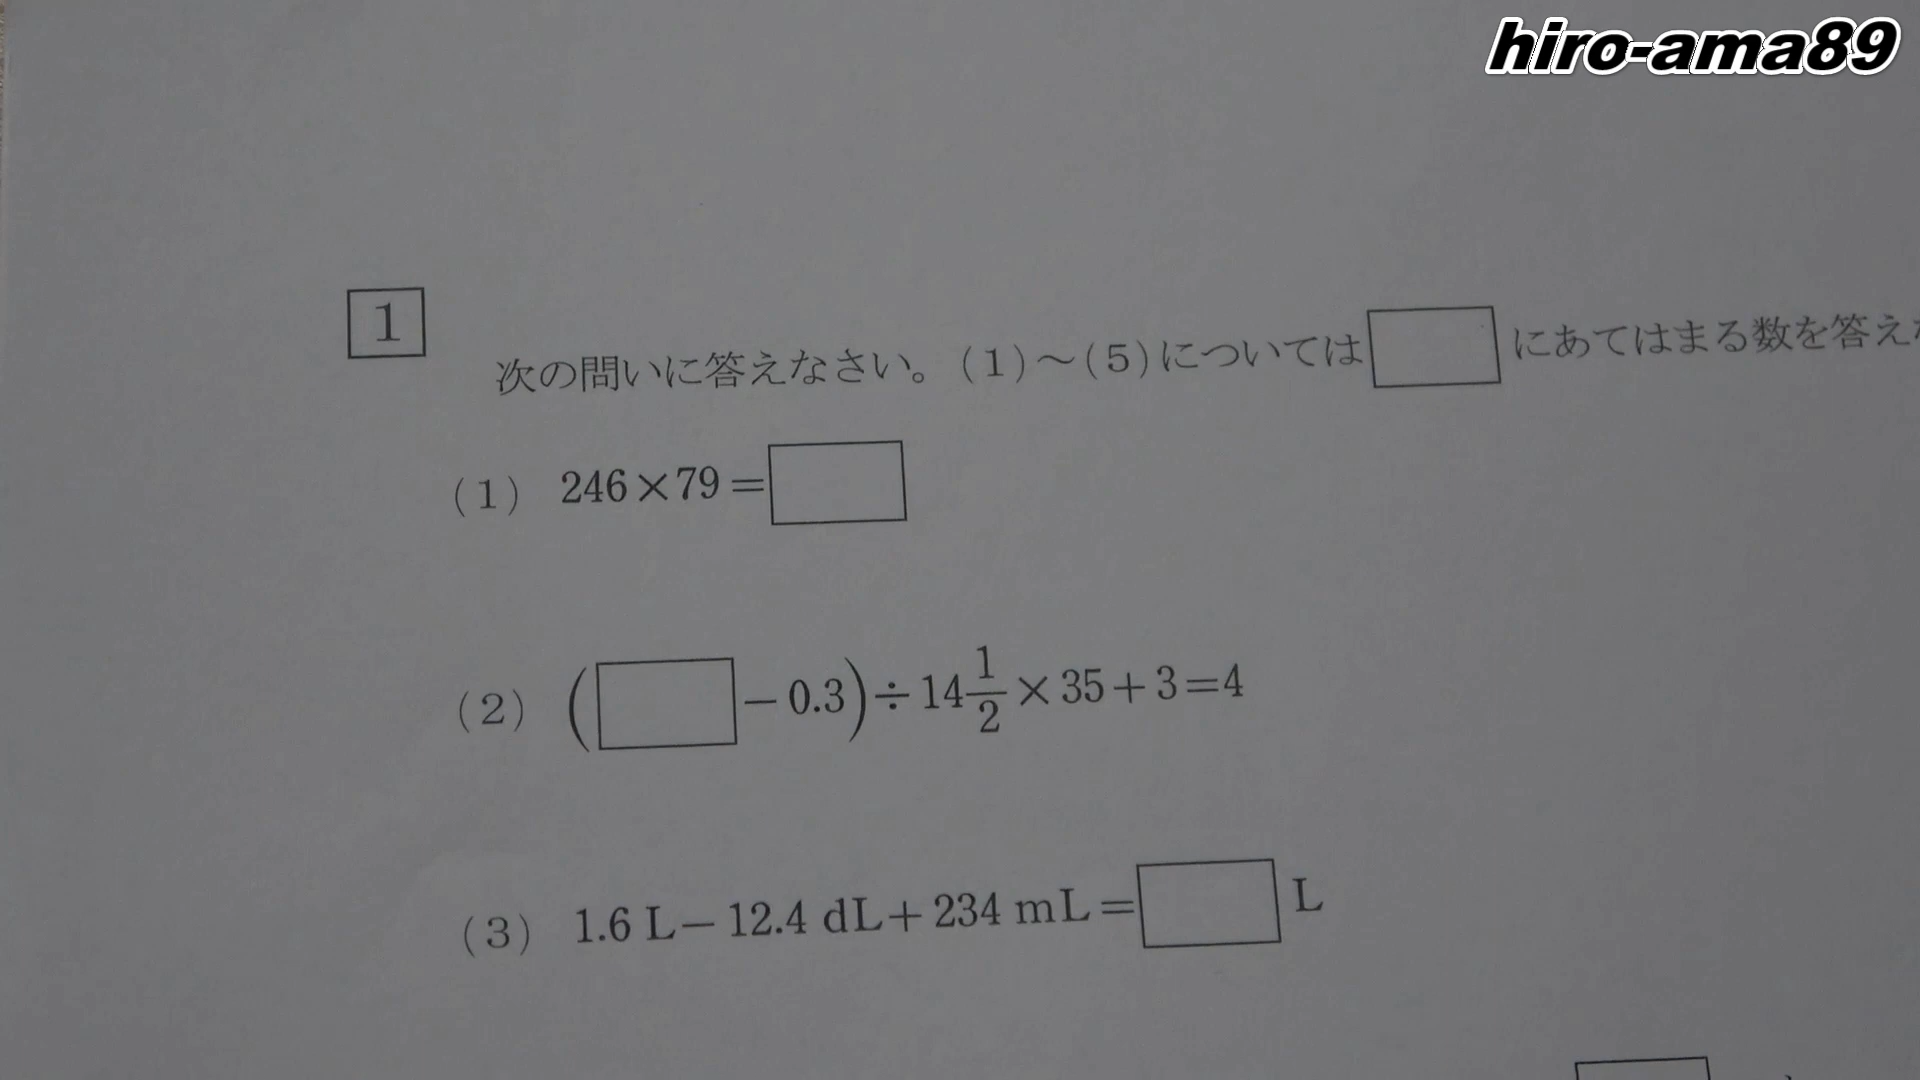 hiro-ama89
1
次の問いに答えなさい。(1)～(5)については□にあてはまる数を答え
(1) 246×79=□
(2) (□－0.3)÷14 1/2×35＋3=4
(3) 1.6 L－12.4 dL＋234 mL=□ L